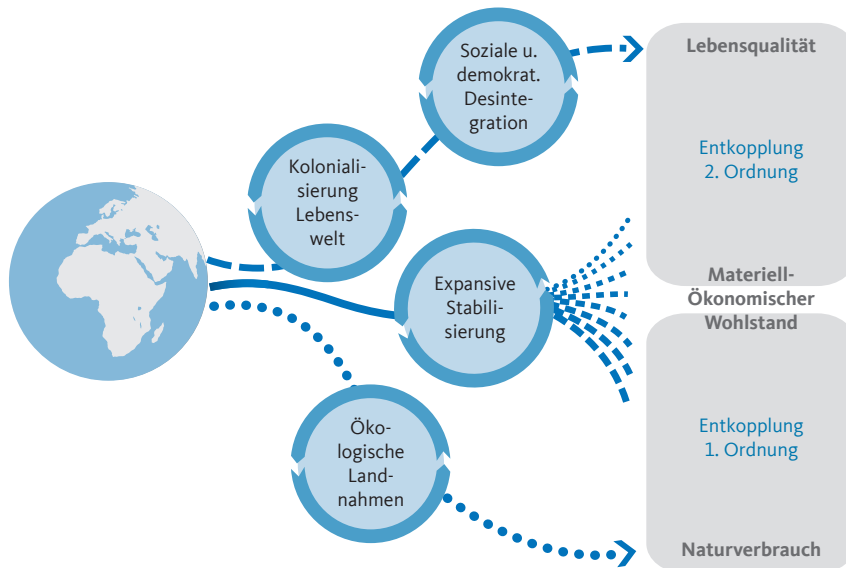 Soziale u.
demokrat.
Desinte-
gration
Koloniali-
sierung
Lebens-
welt
Expansive
Stabili-
sierung
Öko-
logische
Land-
nahmen
Lebensqualität
Entkopplung
2. Ordnung
Materiell-
Ökonomischer
Wohlstand
Entkopplung
1. Ordnung
Naturverbrauch